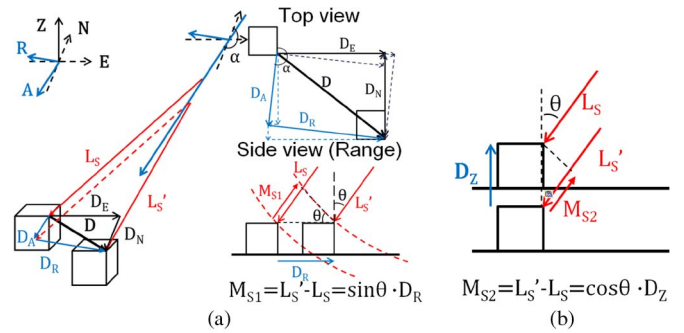 Z
N
R
E
A
α
Top view
D_E
α
D_A
D
D_N
D_R
L_S
L_S'
D_E
D
D_A
D_N
D_R
Side view (Range)
L_S
M_S1
θ
θ
L_S'
D_R
M_S1=L_S'-L_S=sinθ·D_R
(a)
θ
L_S
L_S'
D_Z
θ
M_S2
M_S2=L_S'-L_S=cosθ·D_Z
(b)